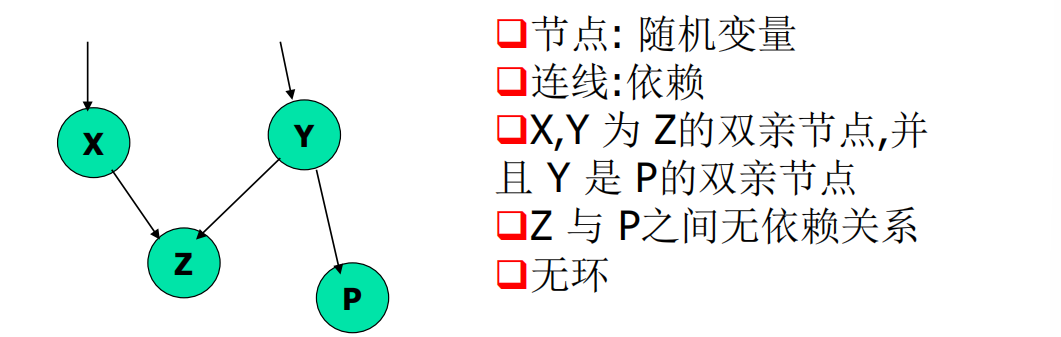 X
Y
Z
P
❑节点: 随机变量
❑连线:依赖
❑X,Y 为 Z的双亲节点,并
且 Y 是 P的双亲节点
❑Z 与 P之间无依赖关系
❑无环